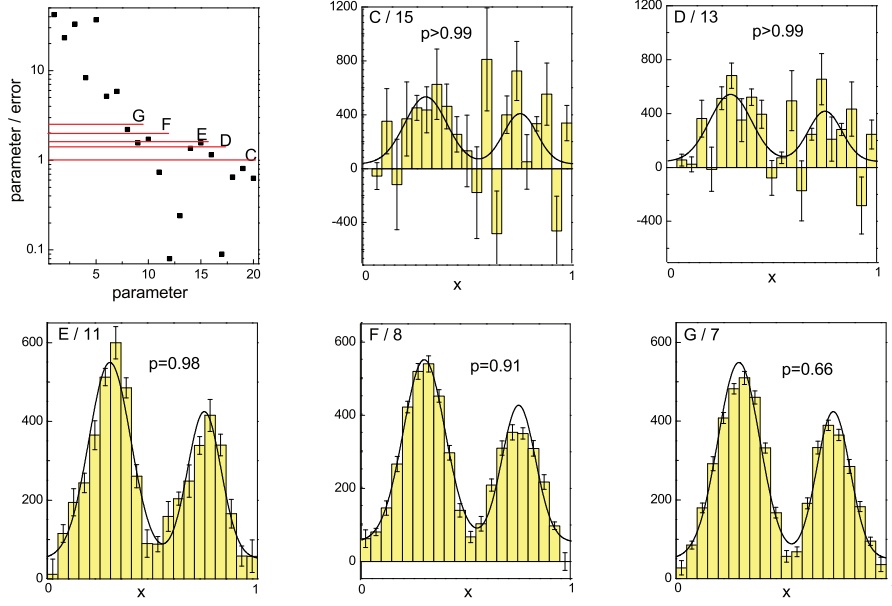 parameter / error
10
1
0.1
G
F
E
D
C
5 10 15 20
parameter
C / 15
p>0.99
1200
800
400
0
-400
0 1
x
D / 13
p>0.99
1200
800
400
0
-400
0 1
x
E / 11
p=0.98
600
400
200
0
0 1
x
F / 8
p=0.91
600
400
200
0
0 1
x
G / 7
p=0.66
600
400
200
0
0 1
x